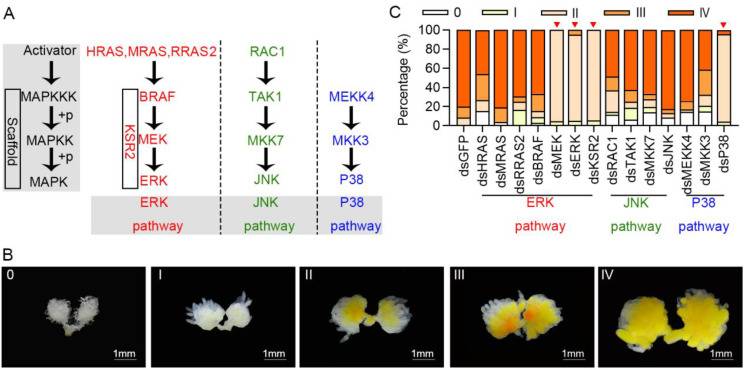 A
Activator
MAPKKK
+p
MAPKK
+p
MAPK
Scaffold
HRAS,MRAS,RRAS2
BRAF
MEK
ERK
KSR2
ERK
pathway
RAC1
TAK1
MKK7
JNK
JNK
pathway
MEKK4
MKK3
P38
P38
pathway
C
0
I
II
III
IV
Percentage (%)
100
80
60
40
20
0
dsGFP
dsHRAS
dsMRAS
dsRRAS2
dsBRAF
dsMEK
dsERK
dsKSR2
dsRAC1
dsTAK1
dsMKK7
dsJNK
dsMEKK4
dsMKK3
dsP38
ERK
pathway
JNK
pathway
P38
pathway
B
0
1mm
I
1mm
II
1mm
III
1mm
IV
1mm